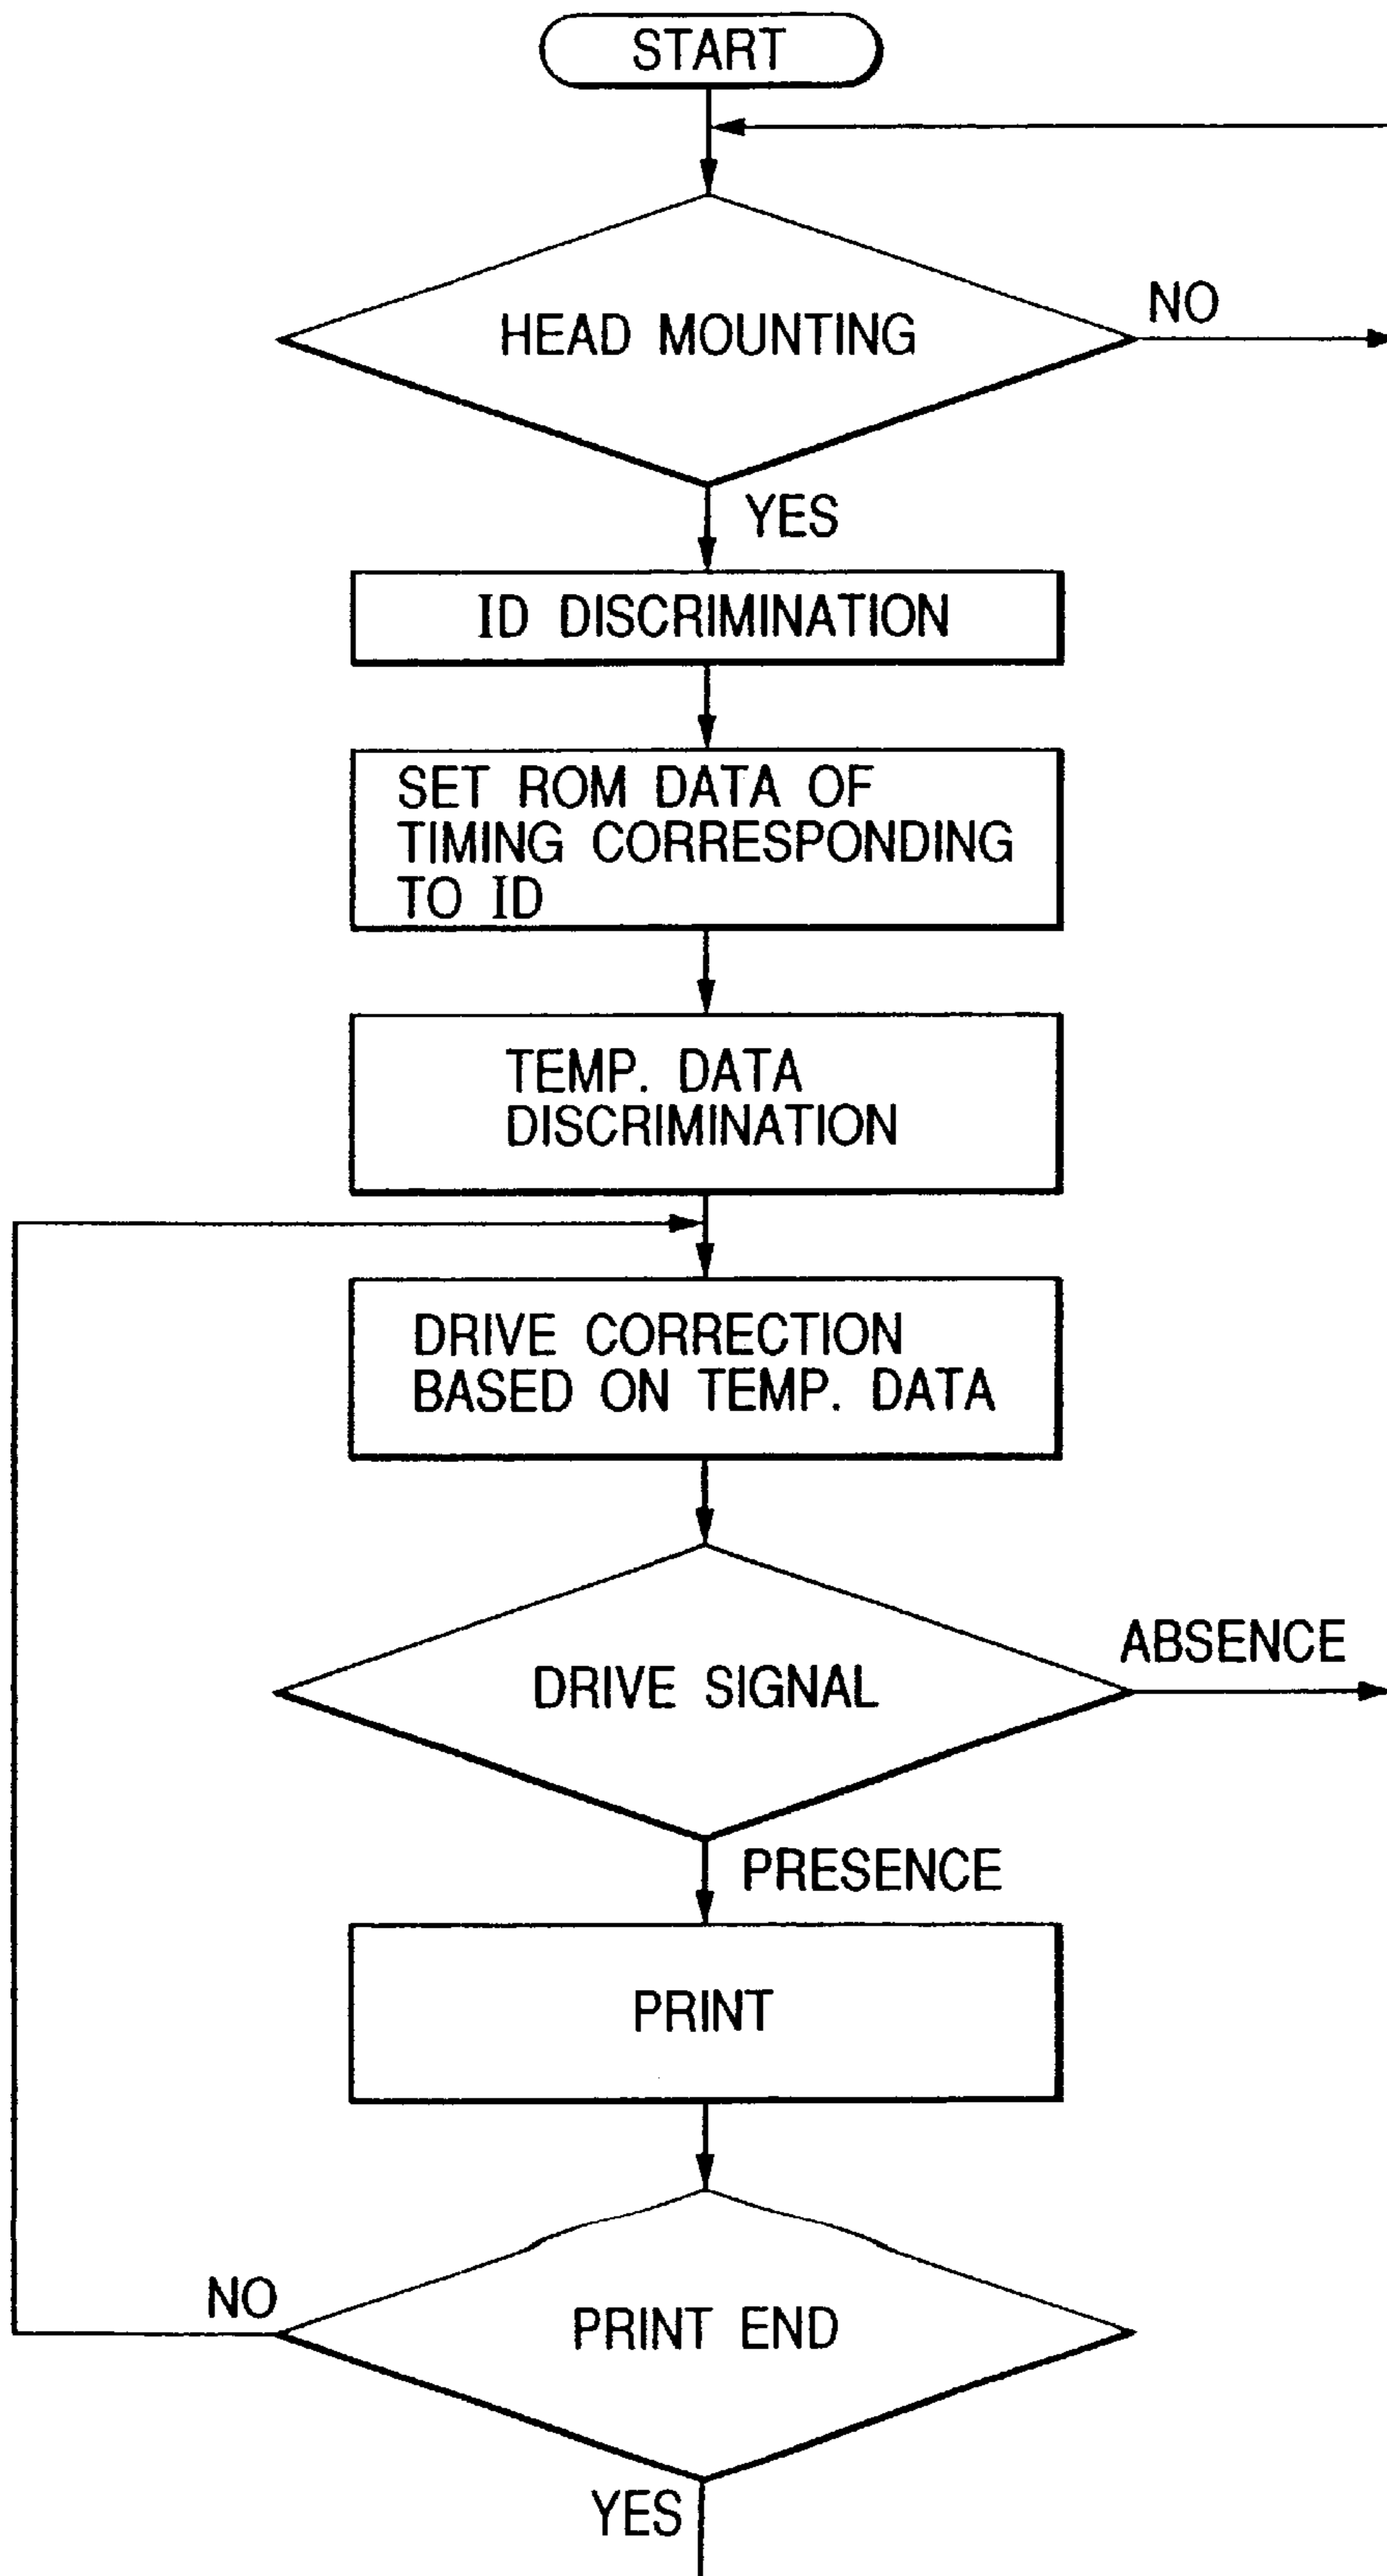 START
HEAD MOUNTING
NO
YES
ID DISCRIMINATION
SET ROM DATA OF
TIMING CORRESPONDING
TO ID
TEMP. DATA
DISCRIMINATION
DRIVE CORRECTION
BASED ON TEMP. DATA
DRIVE SIGNAL
ABSENCE
PRESENCE
PRINT
NO
PRINT END
YES